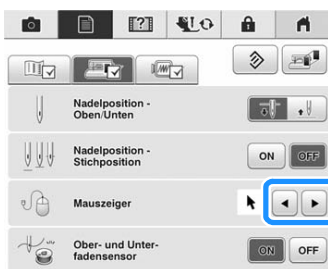 Nadelposition -
Oben/Unten
Nadelposition -
Stichposition
ON OFF
Mauszeiger
Ober- und Unter-
fadensensor
ON OFF